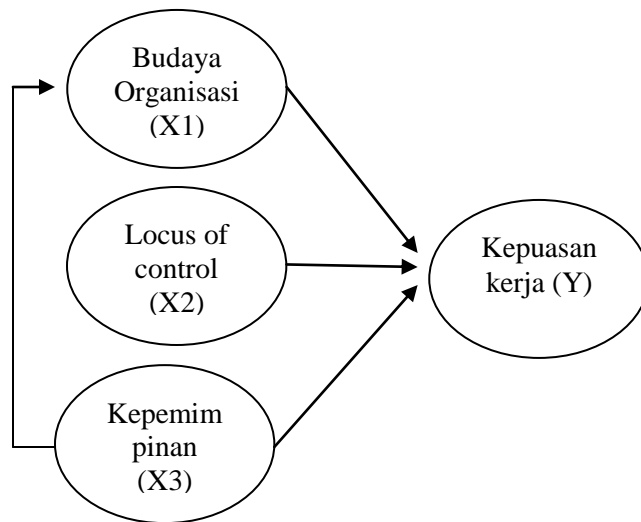 Budaya
Organisasi
(X1)
Locus of
control
(X2)
Kepuasan
kerja (Y)
Kepemim
pinan
(X3)